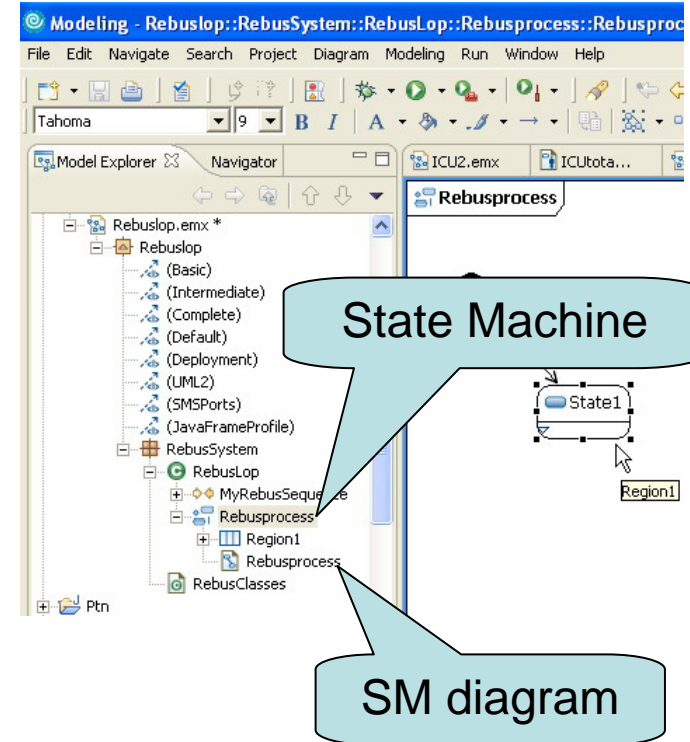 Modeling - Rebuslop::RebusSystem::RebusLop::Rebusprocess::Rebusproc
File Edit Navigate Search Project Diagram Modeling Run Window Help
Tahoma 9 B I A
Model Explorer Navigator ICU2.emx ICUtota...
Rebusprocess
Rebuslop.emx *
Rebuslop
(Basic)
(Intermediate)
(Complete)
(Default)
(Deployment)
(UML2)
(SMSPorts)
(JavaFrameProfile)
RebusSystem
RebusLop
MyRebusSequence
Rebusprocess
Region1
Rebusprocess
RebusClasses
Ptn
State Machine
State1
Region1
SM diagram